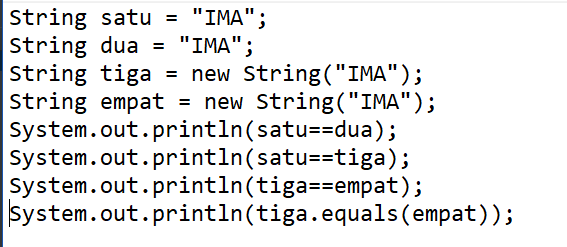 String satu = "IMA";
String dua = "IMA";
String tiga = new String("IMA");
String empat = new String("IMA");
System.out.println(satu==dua);
System.out.println(satu==tiga);
System.out.println(tiga==empat);
System.out.println(tiga.equals(empat));